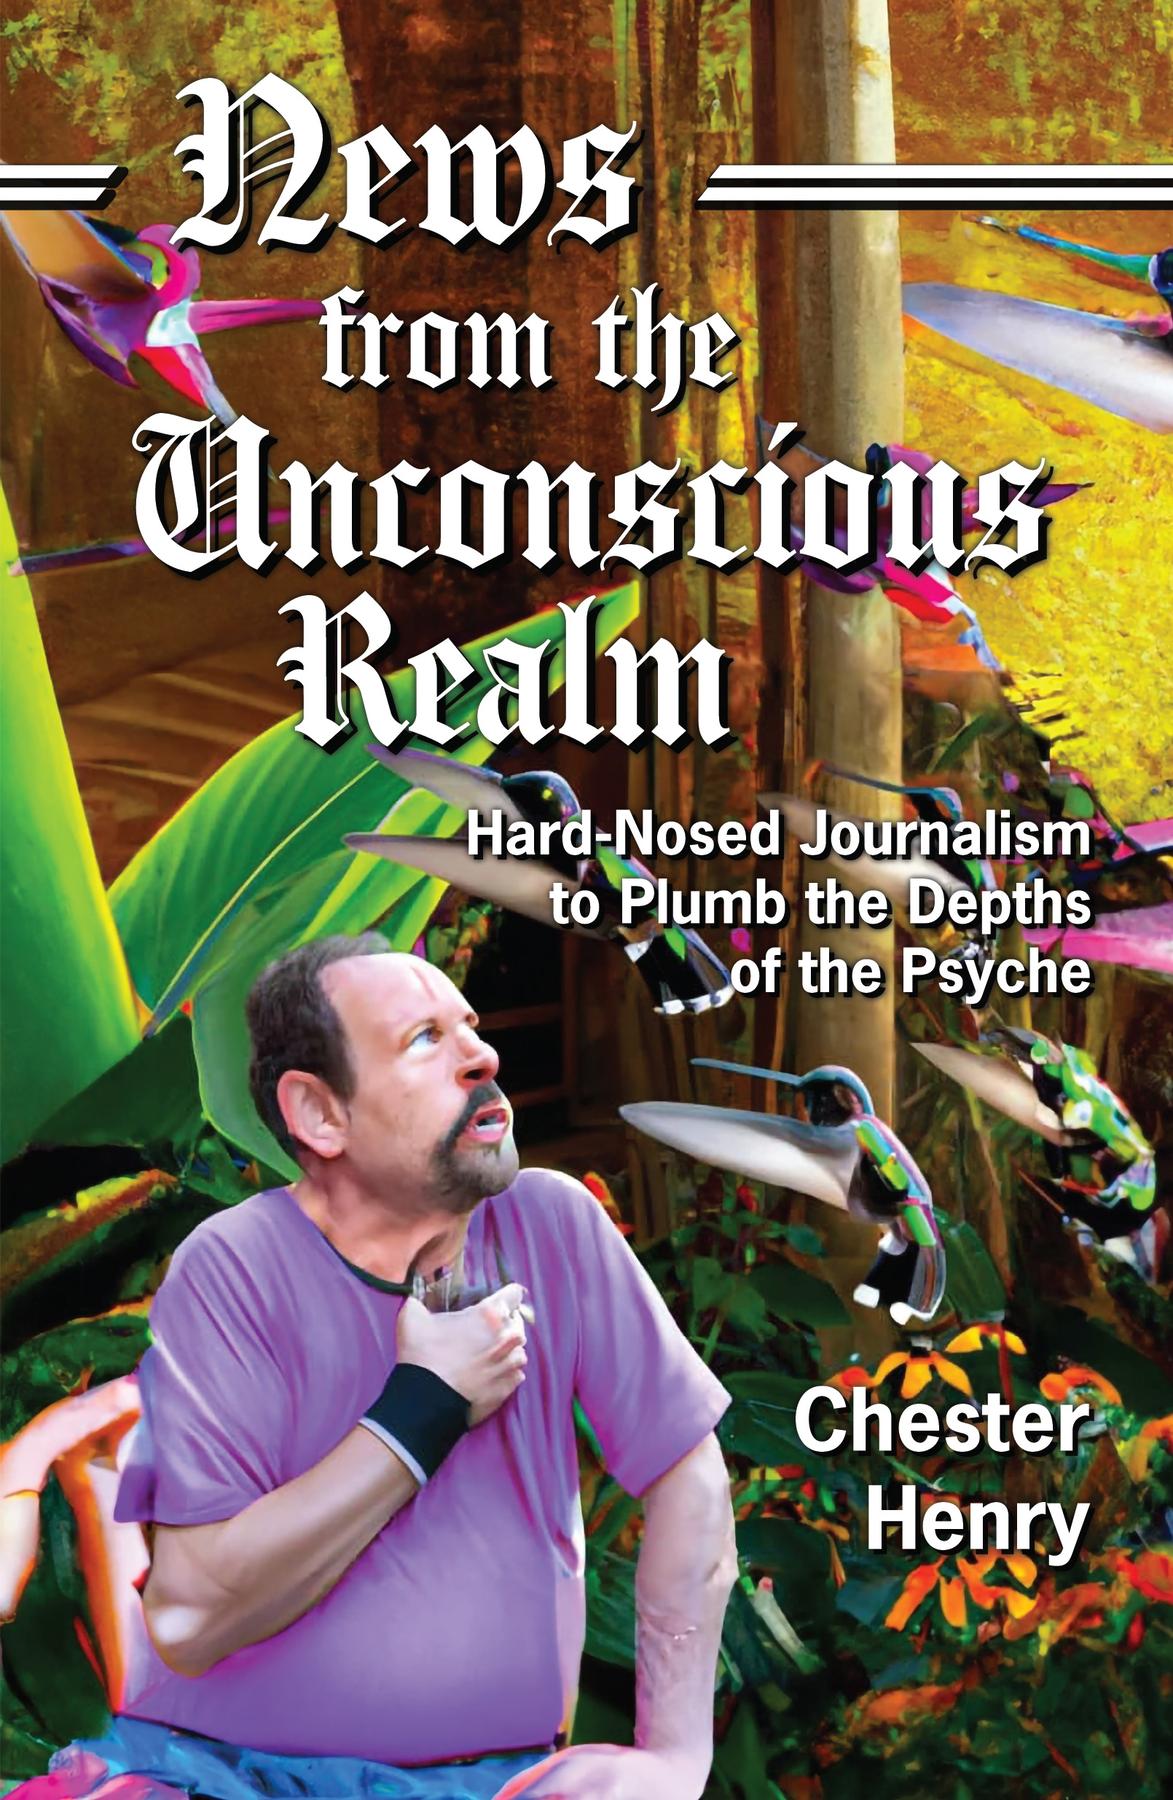 News
from the
Unconscious
Realm
Hard-Nosed Journalism
to Plumb the Depths
of the Psyche
Chester
Henry